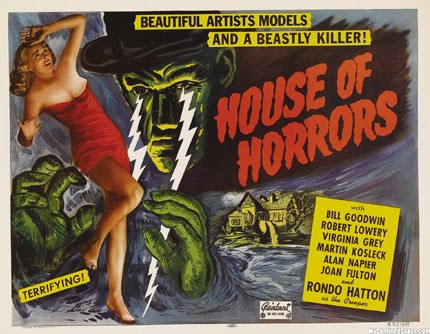 BEAUTIFUL ARTISTS MODELS
AND A BEASTLY KILLER!
HOUSE OF
HORRORS
with
BILL GOODWIN
ROBERT LOWERY
VIRGINIA GREY
MARTIN KOSLECK
ALAN NAPIER
JOAN FULTON
and
RONDO HATTON
as the Creeper
TERRIFYING!
Realart